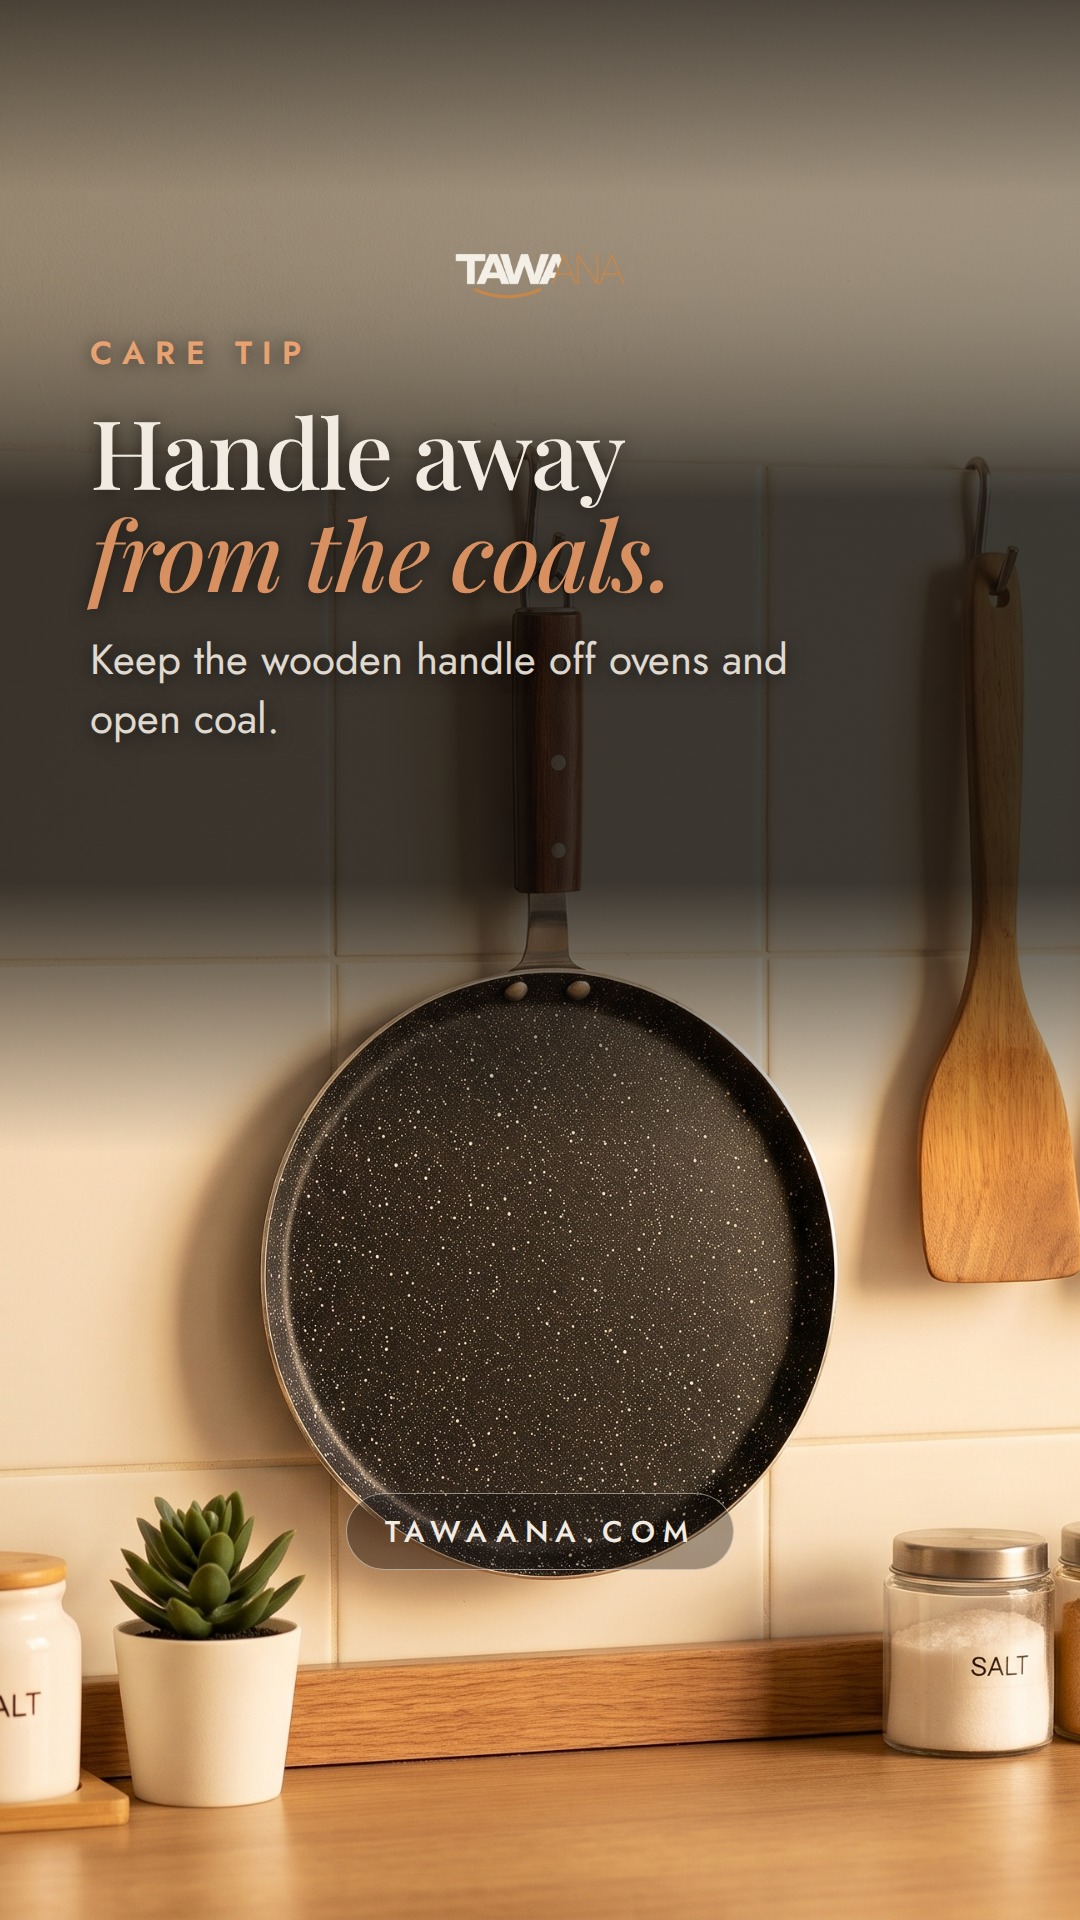 TAWAANA
CARE TIP
Handle away
from the coals.
Keep the wooden handle off ovens and
open coal.
TAWAANA.COM
SALT
ALT